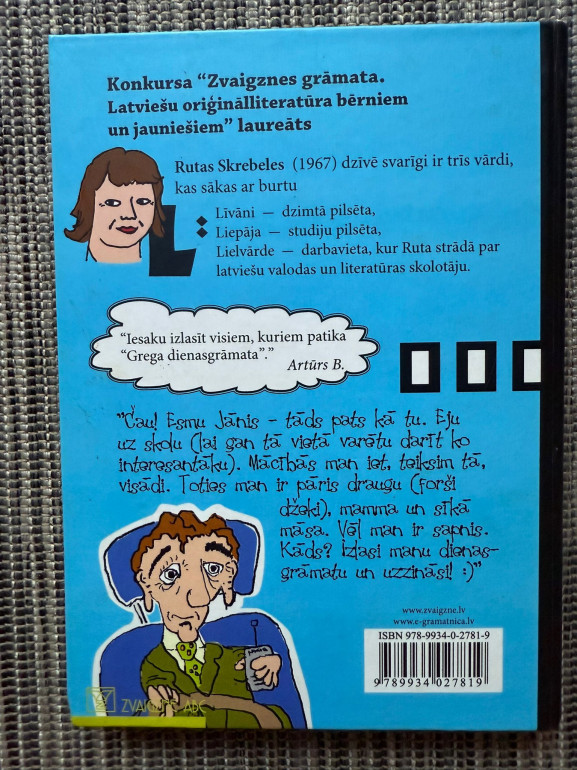 Konkursa “Zvaigznes grāmata.
Latviešu oriģinālliteratūra bērniem
un jauniešiem” laureāts
Rutas Skrebeles (1967) dzīvē svarīgi ir trīs vārdi,
kas sākas ar burtu
L:
Līvāni — dzimtā pilsēta,
Liepāja — studiju pilsēta,
Lielvārde — darbavieta, kur Ruta strādā par
latviešu valodas un literatūras skolotāju.
“Iesaku izlasīt visiem, kuriem patika
“Grega dienasgrāmata”.”
Artūrs B.
"Čau! Esmu Jānis – tāds pats kā tu. Eju
uz skolu (lai gan tā vietā varētu darīt ko
interesantāku). Mācībās man iet, teiksim tā,
visādi. Toties man ir pāris draugu (forši
džeki), mamma un sīkā
māsa. Vēl man ir sapnis.
Kāds? Izlasi manu dienas-
grāmatu un uzzināsi! :)"
www.zvaigzne.lv
www.e-gramatnica.lv
ISBN 978-9934-0-2781-9
9789934027819
ZVAIGZNE ABC